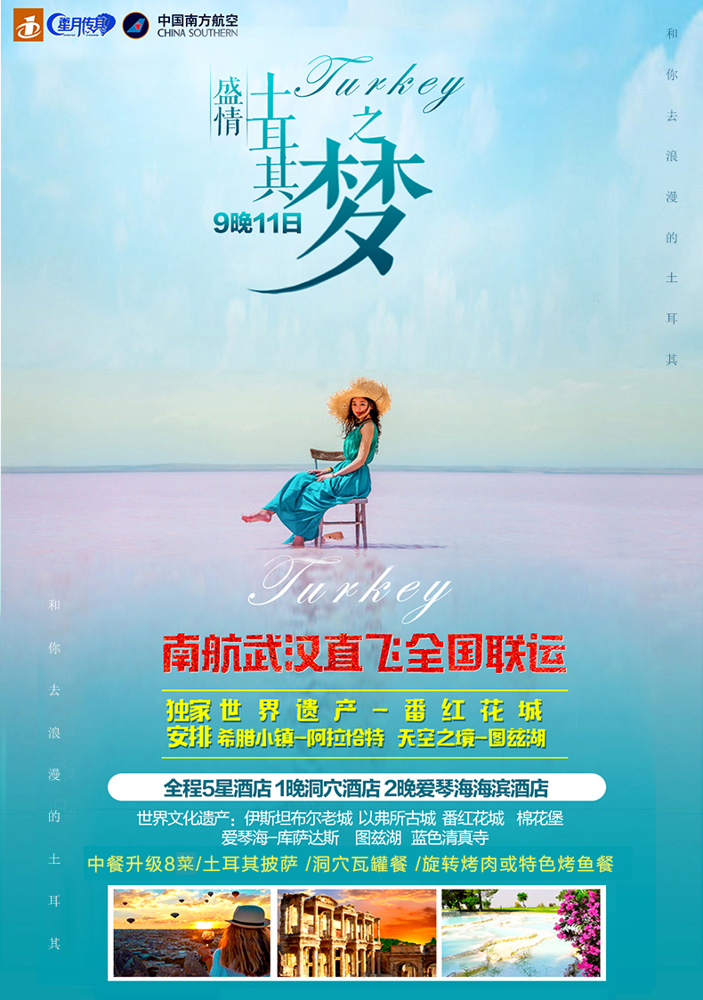 星月传真
中国南方航空
CHINA SOUTHERN
和你去浪漫的土耳其
Turkey
盛情
土耳其
之
梦
9晚11日
Turkey
南航武汉直飞全国联运
独家 世界遗产-番红花城
安排 希腊小镇-阿拉恰特 天空之境-图兹湖
全程5星酒店 1晚洞穴酒店 2晚爱琴海海滨酒店
世界文化遗产：伊斯坦布尔老城 以弗所古城 番红花城 棉花堡
爱琴海-库萨达斯 图兹湖 蓝色清真寺
中餐升级8菜/土耳其披萨 /洞穴瓦罐餐 /旋转烤肉或特色烤鱼餐
和你去浪漫的土耳其